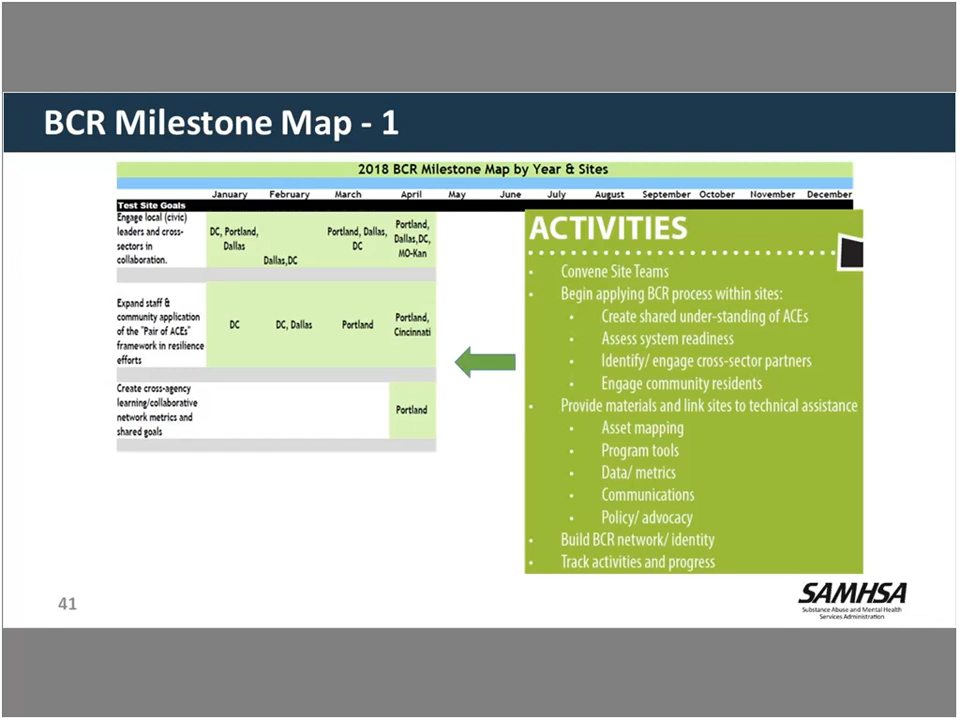 BCR Milestone Map - 1
2018 BCR Milestone Map by Year & Sites
January February March April May June July August September October November December
Test Site Goals
Engage local (civic)
leaders and cross-
sectors in
collaboration.
DC, Portland,
Dallas
Dallas,DC
Portland, Dallas,
DC
Portland,
Dallas,DC,
MO-Kan
Expand staff &
community application
of the "Pair of ACEs"
framework in resilience
efforts
DC
DC, Dallas
Portland
Portland,
Cincinnati
Create cross-agency
learning/collaborative
network metrics and
shared goals
Portland
ACTIVITIES
• Convene Site Teams
• Begin applying BCR process within sites:
• Create shared under-standing of ACEs
• Assess system readiness
• Identify/ engage cross-sector partners
• Engage community residents
• Provide materials and link sites to technical assistance
• Asset mapping
• Program tools
• Data/ metrics
• Communications
• Policy/ advocacy
• Build BCR network/ identity
• Track activities and progress
41
SAMHSA
Substance Abuse and Mental Health
Services Administration